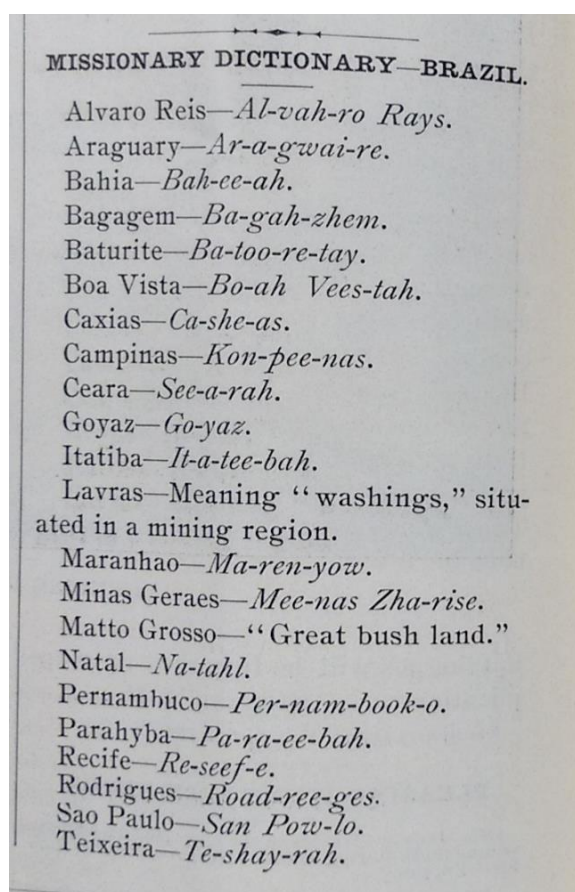 MISSIONARY DICTIONARY—BRAZIL.
Alvaro Reis—Al-vah-ro Rays.
Araguary—Ar-a-gwai-re.
Bahia—Bah-ee-ah.
Bagagem—Ba-gah-zhem.
Baturite—Ba-too-re-tay.
Boa Vista—Bo-ah Vees-tah.
Caxias—Ca-she-as.
Campinas—Kon-pee-nas.
Ceara—See-a-rah.
Goyaz—Go-yaz.
Itatiba—It-a-tee-bah.
Lavras—Meaning “washings,” situ-
ated in a mining region.
Maranhao—Ma-ren-yow.
Minas Geraes—Mee-nas Zha-rise.
Matto Grosso—“Great bush land.”
Natal—Na-tahl.
Pernambuco—Per-nam-book-o.
Parahyba—Pa-ra-ee-bah.
Recife—Re-seef-e.
Rodrigues—Road-ree-ges.
Sao Paulo—San Pow-lo.
Teixeira—Te-shay-rah.